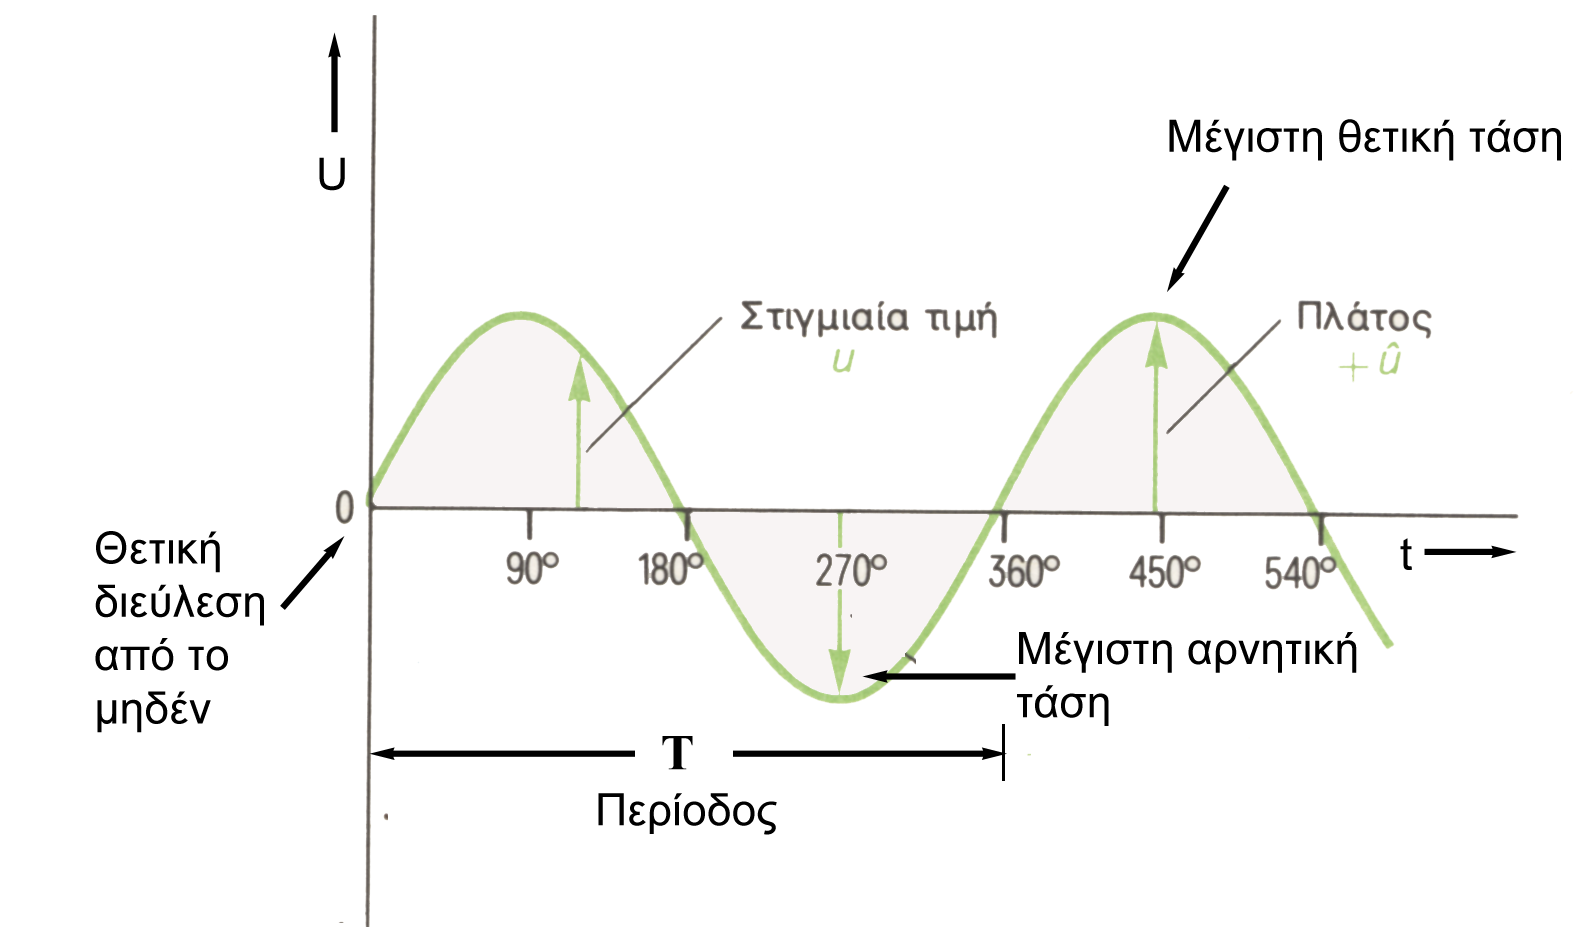 U
Μέγιστη θετική τάση
Στιγμιαία τιμή
u
Πλάτος
+ û
0
90° 180° 270° 360° 450° 540°
t
Θετική
διεύλεση
από το
μηδέν
Μέγιστη αρνητική
τάση
T
Περίοδος